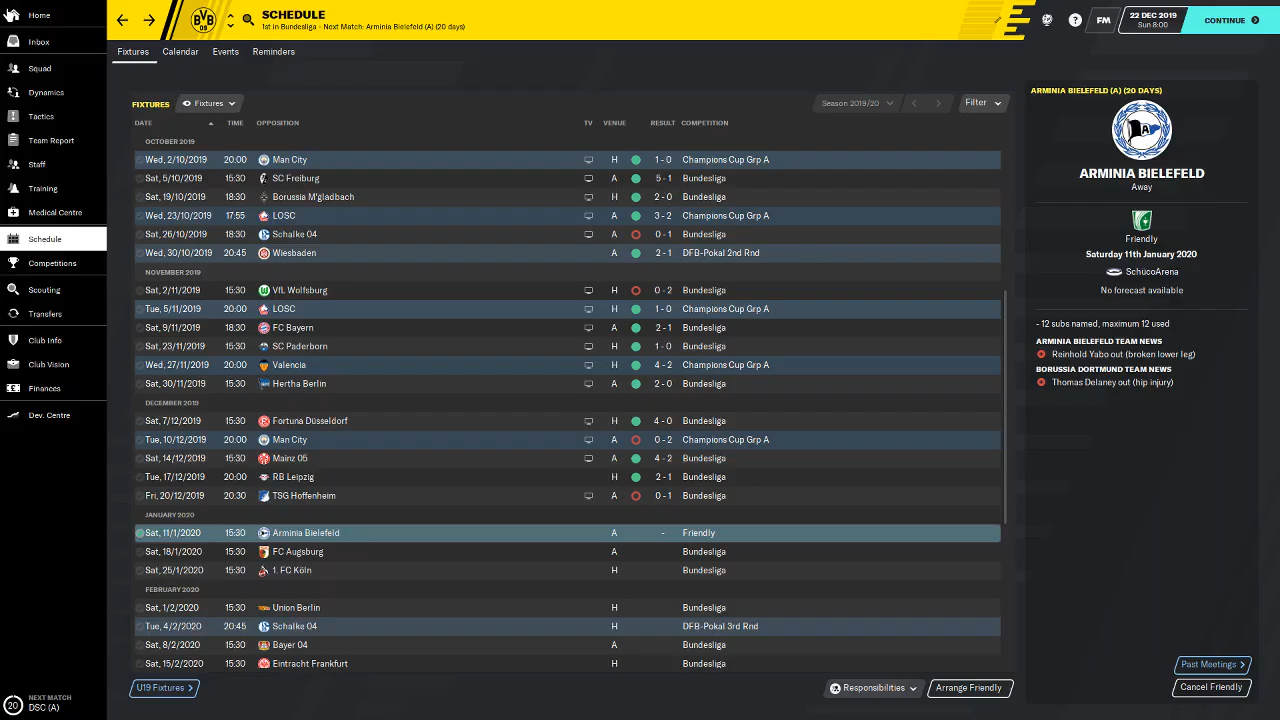 Home
Inbox
Squad
Dynamics
Tactics
Team Report
Staff
Training
Medical Centre
Schedule
Competitions
Scouting
Transfers
Club Info
Club Vision
Finances
Dev. Centre
20 NEXT MATCH
DSC (A)
BVB 09
SCHEDULE
1st in Bundesliga - Next Match: Arminia Bielefeld (A) (20 days)
? FM
22 DEC 2019
Sun 8:00
CONTINUE
Fixtures Calendar Events Reminders
FIXTURES Fixtures Season 2019/20 Filter
DATE TIME OPPOSITION TV VENUE RESULT COMPETITION
OCTOBER 2019
Wed, 2/10/2019 20:00 Man City H 1 - 0 Champions Cup Grp A
Sat, 5/10/2019 15:30 SC Freiburg A 5 - 1 Bundesliga
Sat, 19/10/2019 18:30 Borussia M'gladbach H 2 - 0 Bundesliga
Wed, 23/10/2019 17:55 LOSC A 3 - 2 Champions Cup Grp A
Sat, 26/10/2019 18:30 Schalke 04 A 0 - 1 Bundesliga
Wed, 30/10/2019 20:45 Wiesbaden A 2 - 1 DFB-Pokal 2nd Rnd
NOVEMBER 2019
Sat, 2/11/2019 15:30 VfL Wolfsburg H 0 - 2 Bundesliga
Tue, 5/11/2019 20:00 LOSC H 1 - 0 Champions Cup Grp A
Sat, 9/11/2019 18:30 FC Bayern A 2 - 1 Bundesliga
Sat, 23/11/2019 15:30 SC Paderborn H 1 - 0 Bundesliga
Wed, 27/11/2019 20:00 Valencia H 4 - 2 Champions Cup Grp A
Sat, 30/11/2019 15:30 Hertha Berlin A 2 - 0 Bundesliga
DECEMBER 2019
Sat, 7/12/2019 15:30 Fortuna Düsseldorf H 4 - 0 Bundesliga
Tue, 10/12/2019 20:00 Man City A 0 - 2 Champions Cup Grp A
Sat, 14/12/2019 15:30 Mainz 05 A 4 - 2 Bundesliga
Tue, 17/12/2019 20:00 RB Leipzig H 2 - 1 Bundesliga
Fri, 20/12/2019 20:30 TSG Hoffenheim A 0 - 1 Bundesliga
JANUARY 2020
Sat, 11/1/2020 15:30 Arminia Bielefeld A - Friendly
Sat, 18/1/2020 15:30 FC Augsburg A Bundesliga
Sat, 25/1/2020 15:30 1. FC Köln H Bundesliga
FEBRUARY 2020
Sat, 1/2/2020 15:30 Union Berlin H Bundesliga
Tue, 4/2/2020 20:45 Schalke 04 H DFB-Pokal 3rd Rnd
Sat, 8/2/2020 15:30 Bayer 04 A Bundesliga
Sat, 15/2/2020 15:30 Eintracht Frankfurt H Bundesliga
U19 Fixtures Responsibilities Arrange Friendly
ARMINIA BIELEFELD (A) (20 DAYS)
A
ARMINIA BIELEFELD
Away
Friendly
Saturday 11th January 2020
SchücoArena
No forecast available
- 12 subs named, maximum 12 used
ARMINIA BIELEFELD TEAM NEWS
Reinhold Yabo out (broken lower leg)
BORUSSIA DORTMUND TEAM NEWS
Thomas Delaney out (hip injury)
Past Meetings
Cancel Friendly